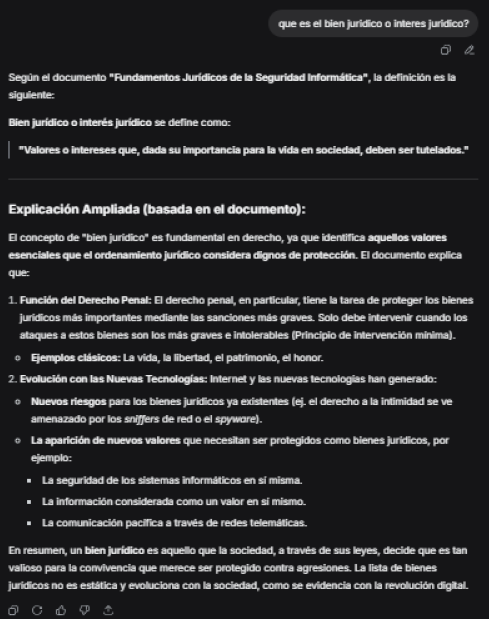 que es el bien juridico o interes juridico?
Según el documento "Fundamentos Jurídicos de la Seguridad Informática", la definición es la
siguiente:
Bien jurídico o interés jurídico se define como:
"Valores o intereses que, dada su importancia para la vida en sociedad, deben ser tutelados."
Explicación Ampliada (basada en el documento):
El concepto de "bien jurídico" es fundamental en derecho, ya que identifica aquellos valores
esenciales que el ordenamiento jurídico considera dignos de protección. El documento explica
que:
1. Función del Derecho Penal: El derecho penal, en particular, tiene la tarea de proteger los bienes
jurídicos más importantes mediante las sanciones más graves. Solo debe intervenir cuando los
ataques a estos bienes son los más graves e intolerables (Principio de intervención mínima).
○ Ejemplos clásicos: La vida, la libertad, el patrimonio, el honor.
2. Evolución con las Nuevas Tecnologías: Internet y las nuevas tecnologías han generado:
○ Nuevos riesgos para los bienes jurídicos ya existentes (ej. el derecho a la intimidad se ve
amenazado por los sniffers de red o el spyware).
○ La aparición de nuevos valores que necesitan ser protegidos como bienes jurídicos, por
ejemplo:
▪ La seguridad de los sistemas informáticos en sí misma.
▪ La información considerada como un valor en sí mismo.
▪ La comunicación pacífica a través de redes telemáticas.
En resumen, un bien jurídico es aquello que la sociedad, a través de sus leyes, decide que es tan
valioso para la convivencia que merece ser protegido contra agresiones. La lista de bienes
jurídicos no es estática y evoluciona con la sociedad, como se evidencia con la revolución digital.